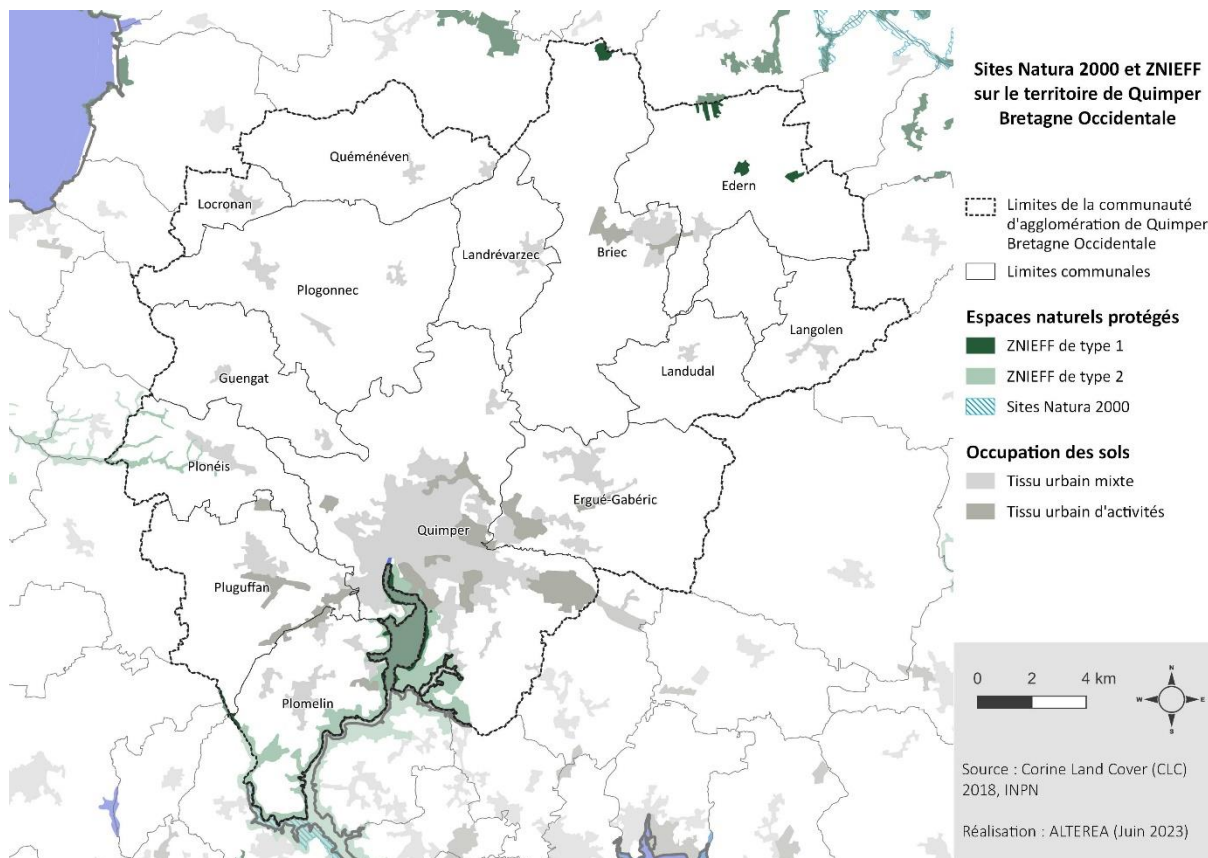 Sites Natura 2000 et ZNIEFF
sur le territoire de Quimper
Bretagne Occidentale
Limites de la communauté
d'agglomération de Quimper
Bretagne Occidentale
Limites communales
Espaces naturels protégés
ZNIEFF de type 1
ZNIEFF de type 2
Sites Natura 2000
Occupation des sols
Tissu urbain mixte
Tissu urbain d'activités
Quéménéven
Locronan
Edern
Landrévarzec
Briec
Plogonnec
Langolen
Landudal
Guengat
Plonéis
Ergué-Gabéric
Quimper
Pluguffan
Plomelin
0 2 4 km
N
W E
S
Source : Corine Land Cover (CLC)
2018, INPN
Réalisation : ALTEREA (Juin 2023)